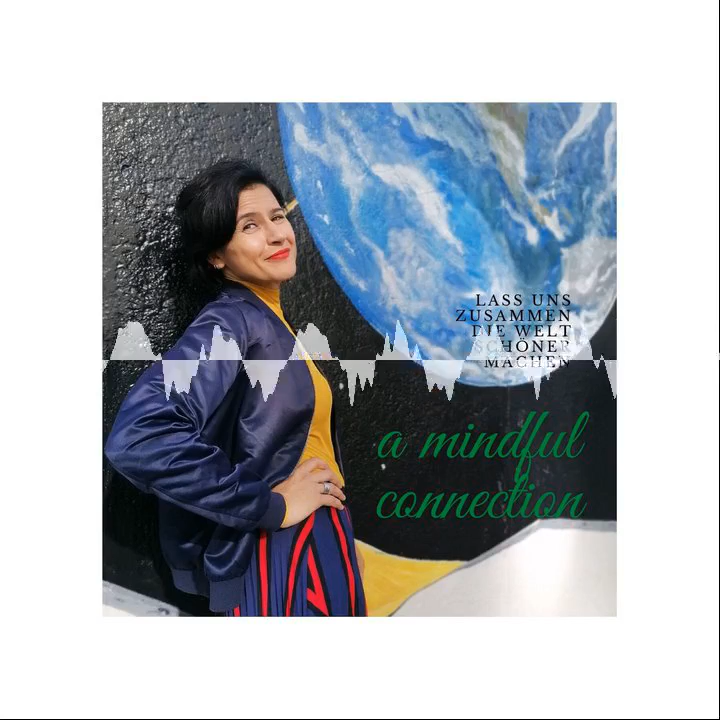 LASS UNS
ZUSAMMEN
DIE WELT
SCHÖNER
MACHEN
a mindful
connection